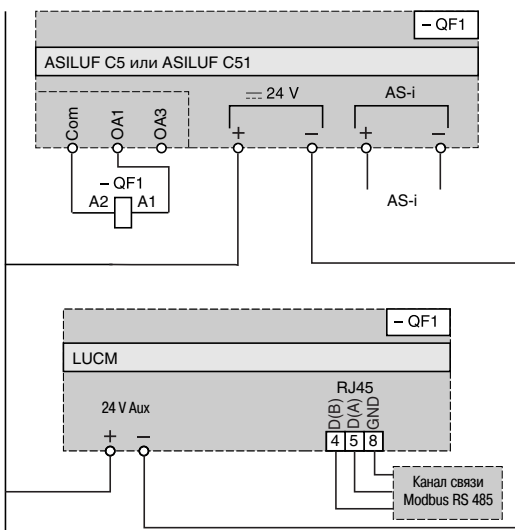 – QF1
ASILUF C5 или ASILUF C51
Com
OA1
OA3
24 V
AS-i
+
–
+
–
– QF1
A2
A1
AS-i
– QF1
LUCM
24 V Aux
RJ45
D(B)
D(A)
GND
+
–
4 5 8
Канал связи
Modbus RS 485